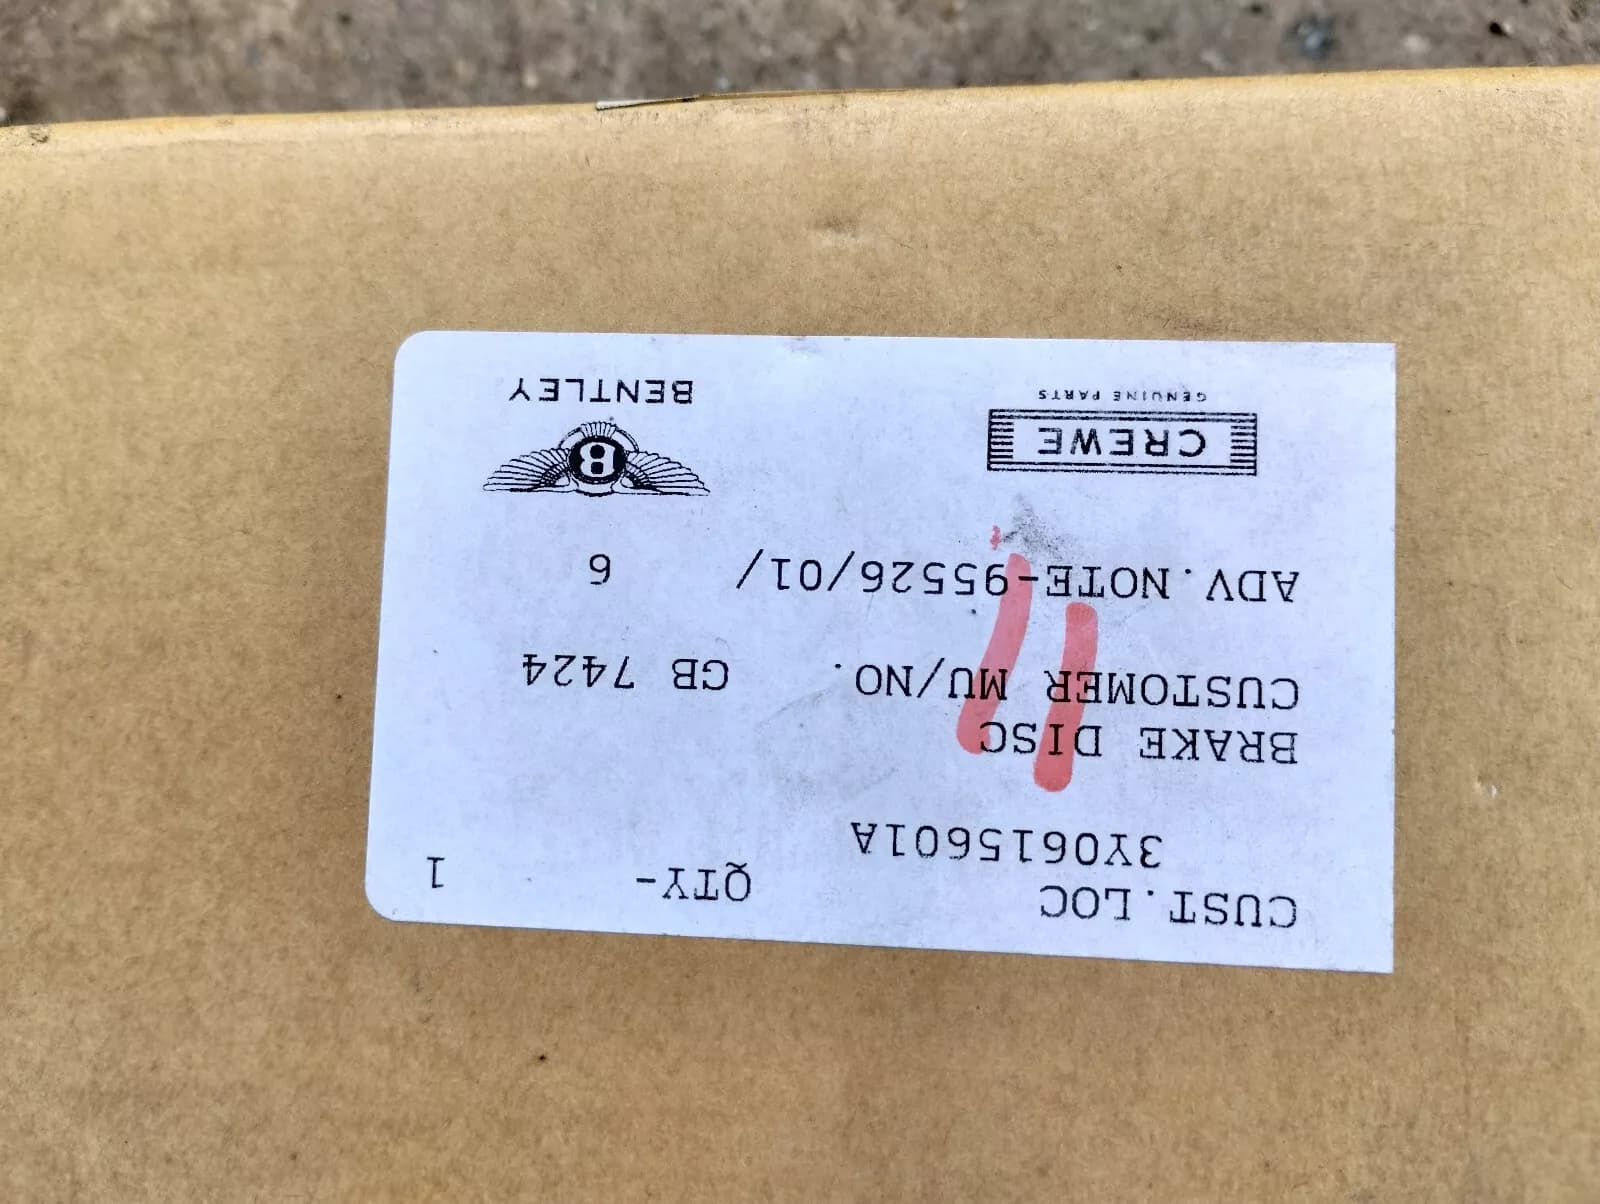 CUST.LOC QTY- 1
3Y0615601A
BRAKE DISC
CUSTOMER MU/NO. GB 7424
ADV.NOTE-95526/01/ 6
CREWE
GENUINE PARTS
B
BENTLEY